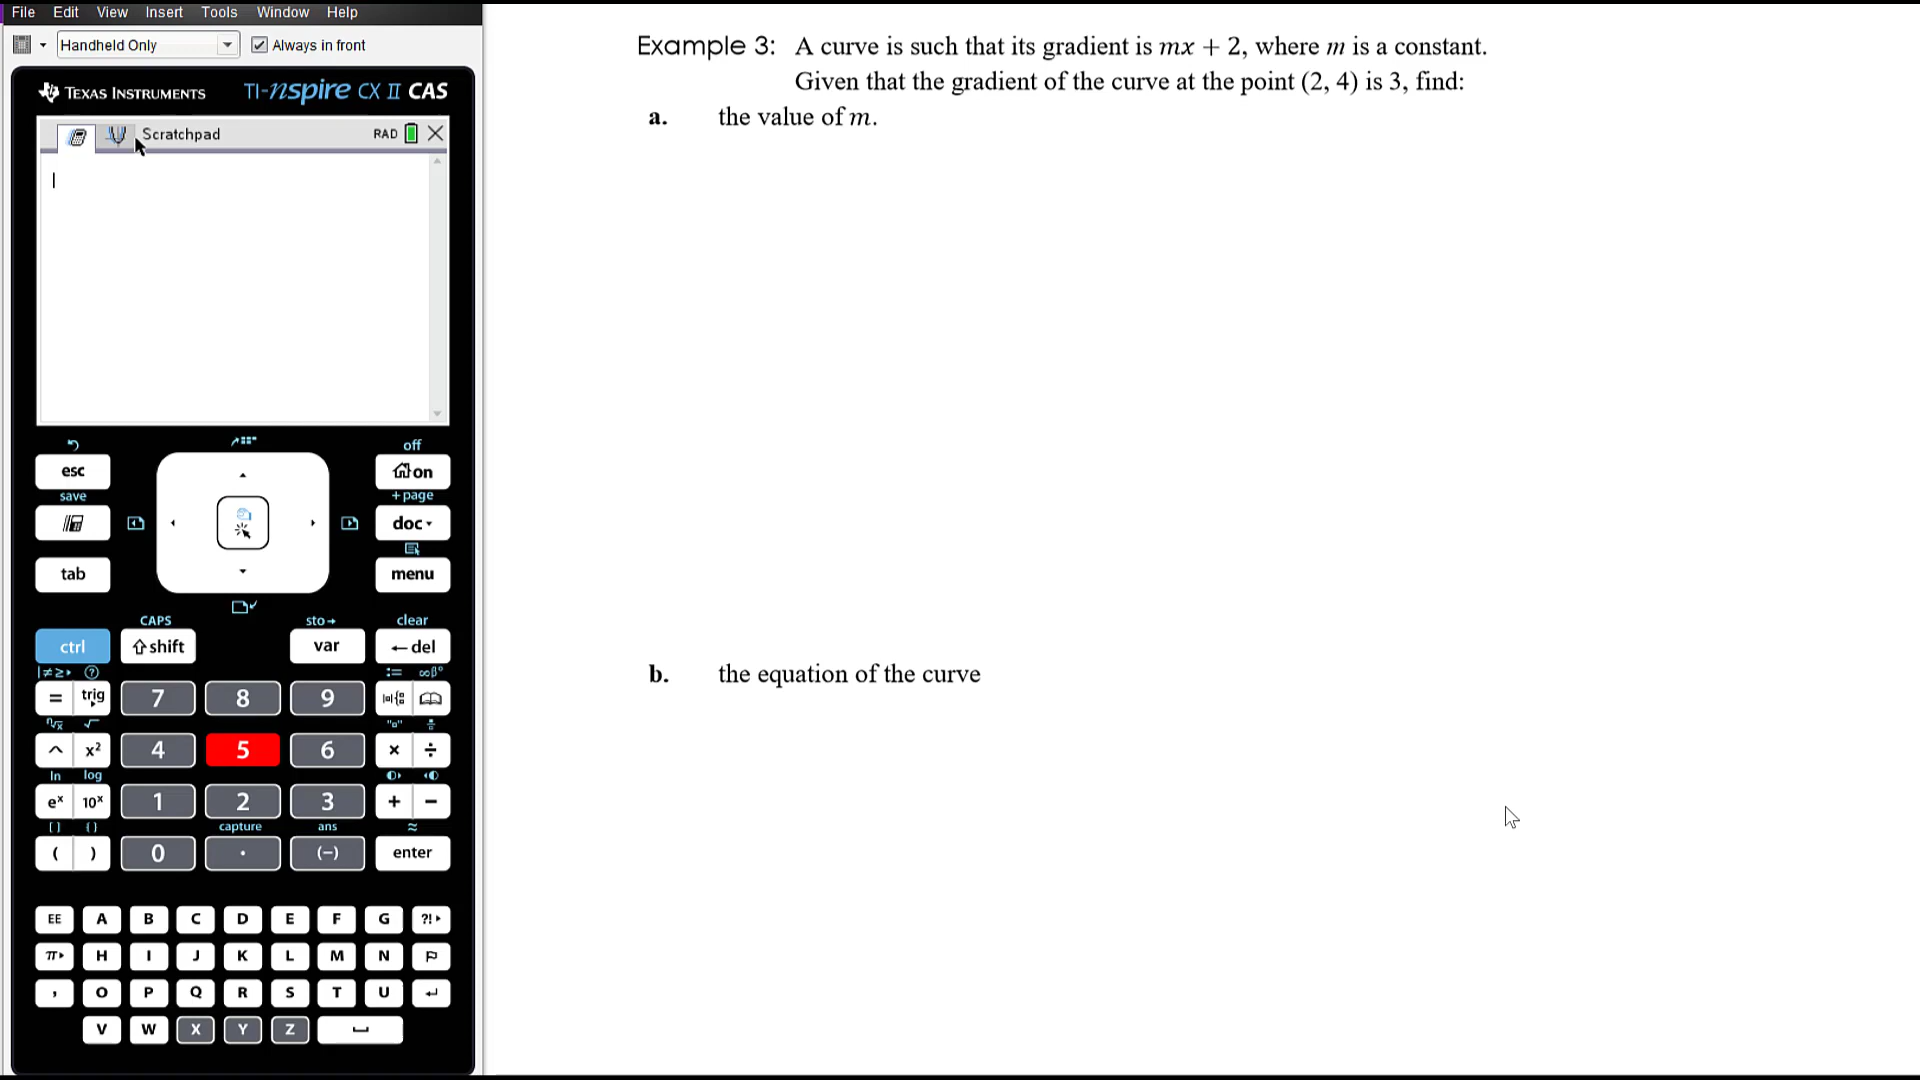 File Edit View Insert Tools Window Help
Handheld Only Always in front
TEXAS INSTRUMENTS TI-nspire CX II CAS
Scratchpad RAD
off
esc on
save + page
doc
tab menu
CAPS sto→ clear
ctrl shift var ←del
= trig 7 8 9
^ x² 4 5 6 × ÷
ln log
eˣ 10ˣ 1 2 3 + −
[ ] { } capture ans ≈
( ) 0 . (−) enter
EE A B C D E F G ?!
π H I J K L M N
, O P Q R S T U
V W X Y Z
Example 3: A curve is such that its gradient is mx + 2, where m is a constant.
Given that the gradient of the curve at the point (2, 4) is 3, find:
a. the value of m.
b. the equation of the curve